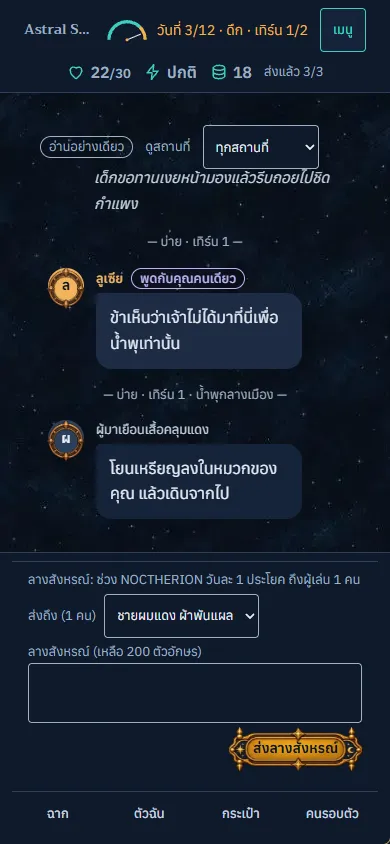 Astral S...
วันที่ 3/12 · ดึก · เทิร์น 1/2
เมนู
22/30 ปกติ 18 ส่งแล้ว 3/3
อ่านอย่างเดียว ดูสถานที่ ทุกสถานที่
เด็กขอทานเงยหน้ามองแล้วรีบถอยไปชิด
กำแพง
— บ่าย · เทิร์น 1 —
ล
ลูเซีย พูดกับคุณคนเดียว
ข้าเห็นว่าเจ้าไม่ได้มาที่นี่เพื่อ
น้ำพุเท่านั้น
— บ่าย · เทิร์น 1 · น้ำพุกลางเมือง —
ผ
ผู้มาเยือนเสื้อคลุมแดง
โยนเหรียญลงในหมวกของ
คุณ แล้วเดินจากไป
ลางสังหรณ์: ช่วง NOCTHERION วันละ 1 ประโยค ถึงผู้เล่น 1 คน
ส่งถึง (1 คน) ชายผมแดง ผ้าพันแผล
ลางสังหรณ์ (เหลือ 200 ตัวอักษร)
ส่งลางสังหรณ์
ฉาก ตัวฉัน กระเป๋า คนรอบตัว